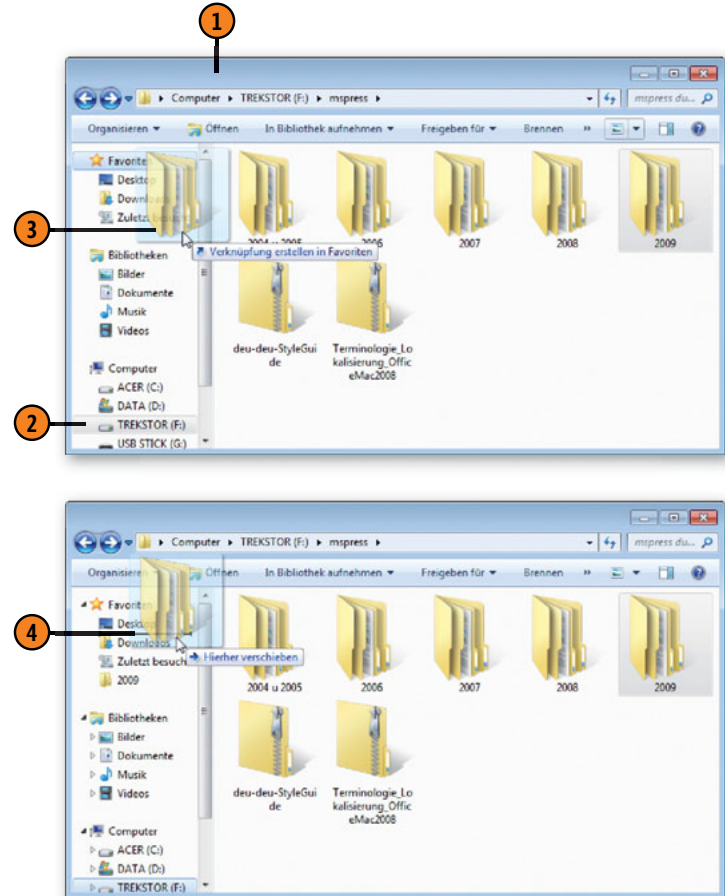 1
Computer ▸ TREKSTOR (F:) ▸ mspress ▸
mspress du...
Organisieren ▾ Öffnen In Bibliothek aufnehmen ▾ Freigeben für ▾ Brennen »
Favoriten
Desktop
Downloads
Zuletzt besucht
3
2004 u 2005 2006 2007 2008 2009
Verknüpfung erstellen in Favoriten
Bibliotheken
Bilder
Dokumente
Musik
Videos
deu-deu-StyleGui
de
Terminologie_Lo
kalisierung_Offic
eMac2008
Computer
ACER (C:)
DATA (D:)
2
TREKSTOR (F:)
USB STICK (G:)
Computer ▸ TREKSTOR (F:) ▸ mspress ▸
mspress du...
Organisieren Öffnen In Bibliothek aufnehmen ▾ Freigeben für ▾ Brennen »
Favoriten
Desktop
4
Downloads
Zuletzt besuch
Hierher verschieben
2009
2004 u 2005 2006 2007 2008 2009
Bibliotheken
Bilder
Dokumente
Musik
Videos
deu-deu-StyleGui
de
Terminologie_Lo
kalisierung_Offic
eMac2008
Computer
ACER (C:)
DATA (D:)
TREKSTOR (F:)